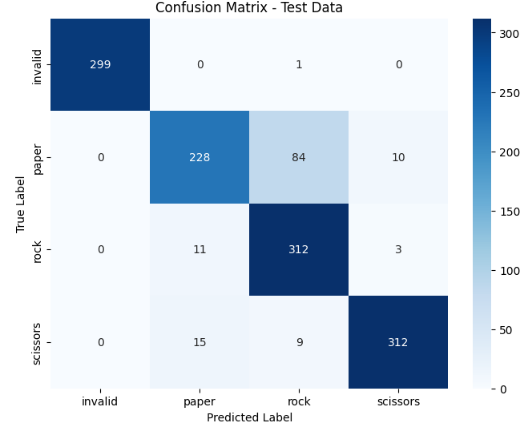 Confusion Matrix - Test Data
invalid 299 0 1 0
paper 0 228 84 10
rock 0 11 312 3
scissors 0 15 9 312
invalid paper rock scissors
Predicted Label
True Label
300
250
200
150
100
50
0